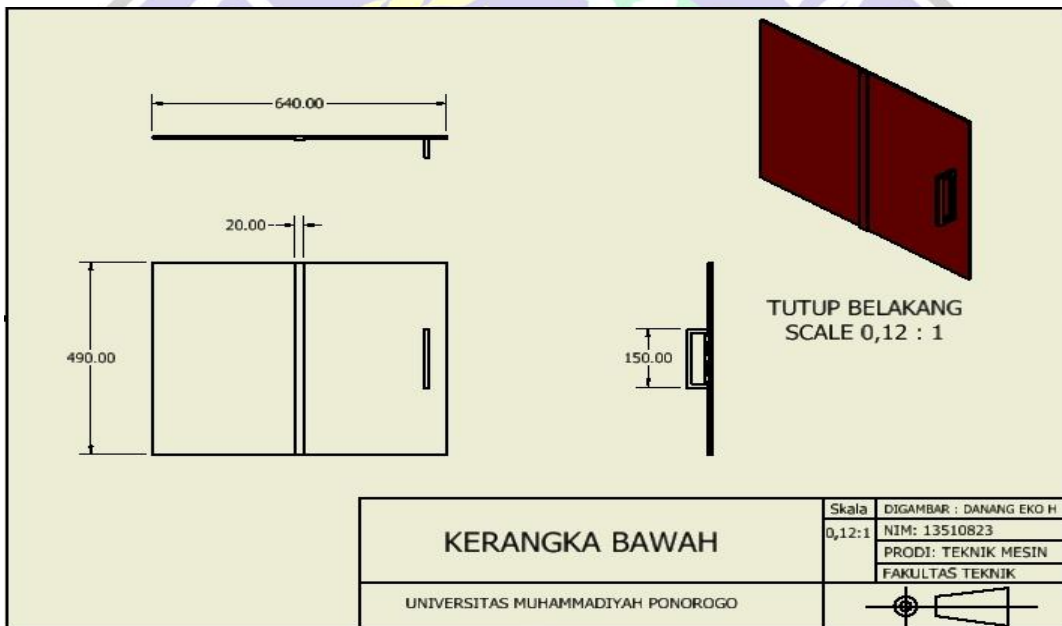 640.00
20.00
490.00
150.00
TUTUP BELAKANG
SCALE 0,12 : 1
KERANGKA BAWAH
Skala
0,12:1
DIGAMBAR : DANANG EKO H
NIM: 13510823
PRODI: TEKNIK MESIN
FAKULTAS TEKNIK
UNIVERSITAS MUHAMMADIYAH PONOROGO